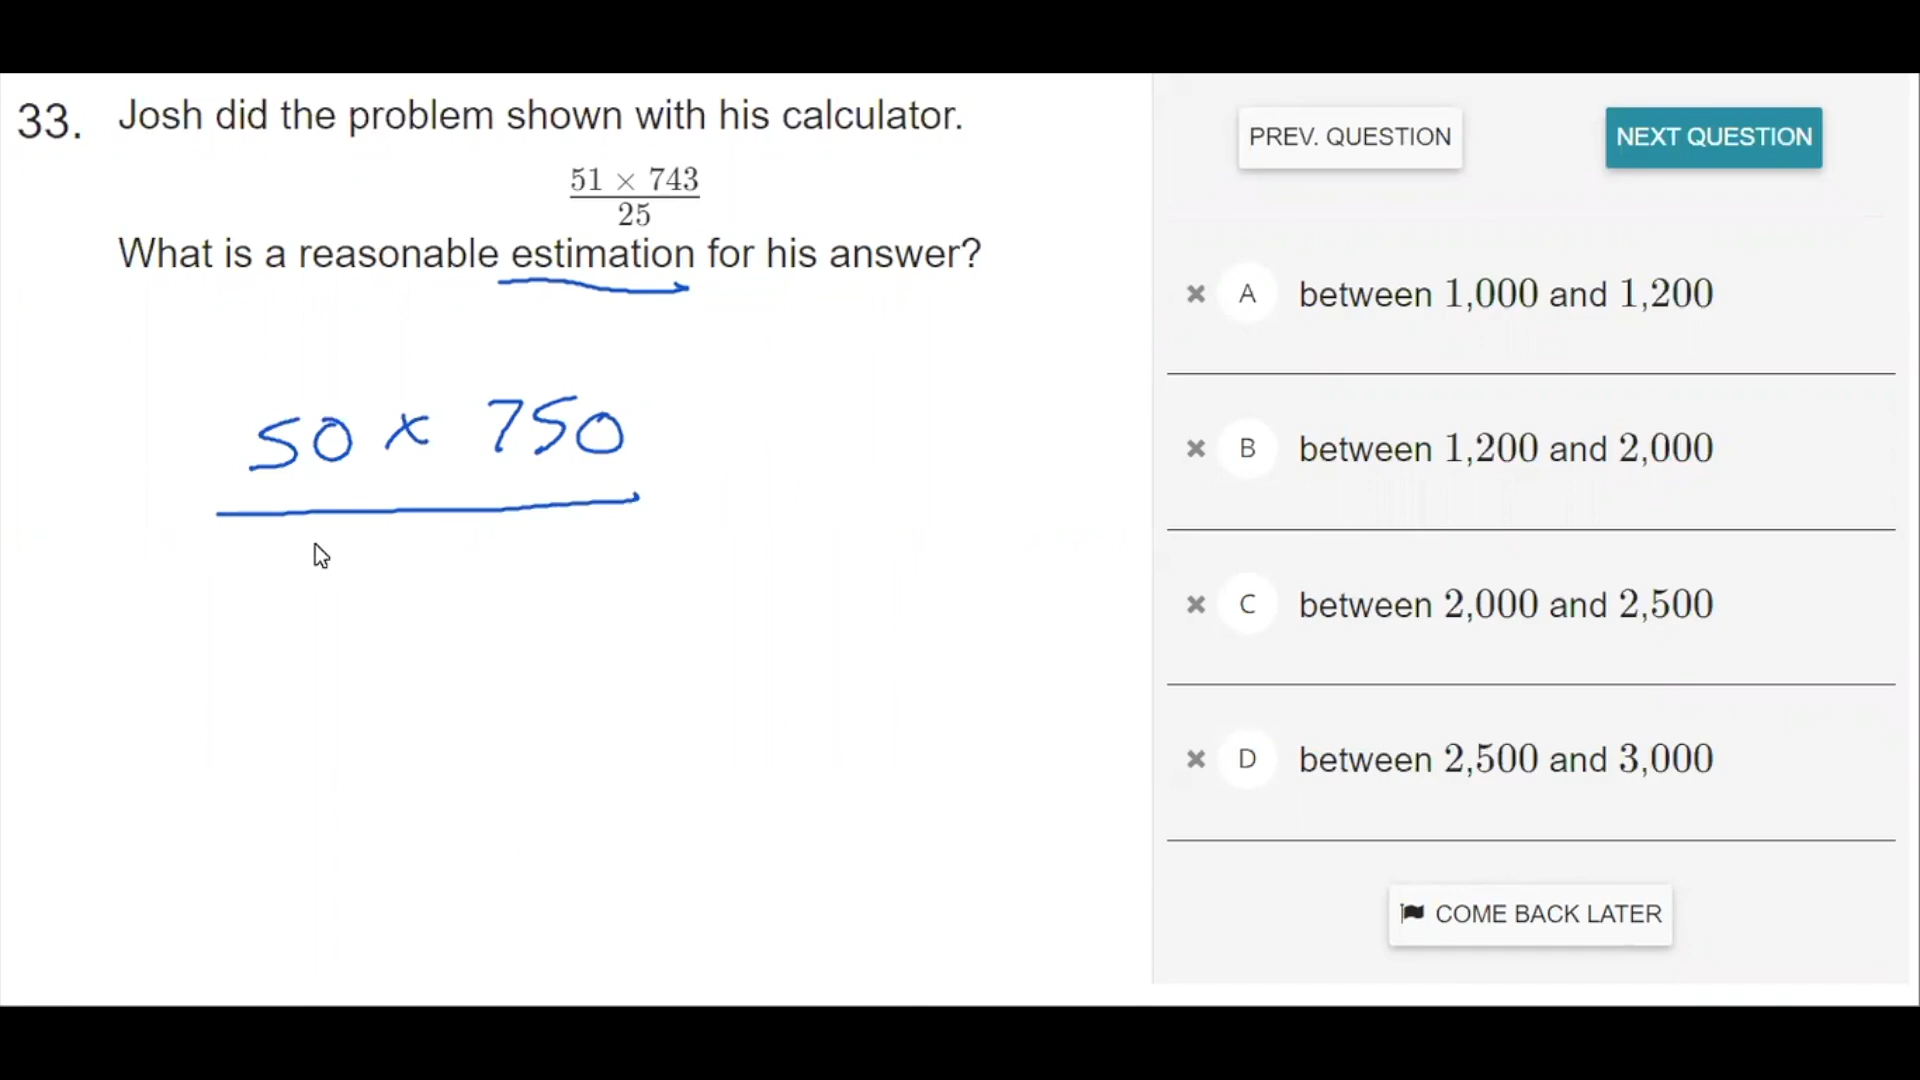 33. Josh did the problem shown with his calculator.
51 × 743
25
What is a reasonable estimation for his answer?
50 x 750
PREV. QUESTION NEXT QUESTION
A between 1,000 and 1,200
B between 1,200 and 2,000
C between 2,000 and 2,500
D between 2,500 and 3,000
COME BACK LATER